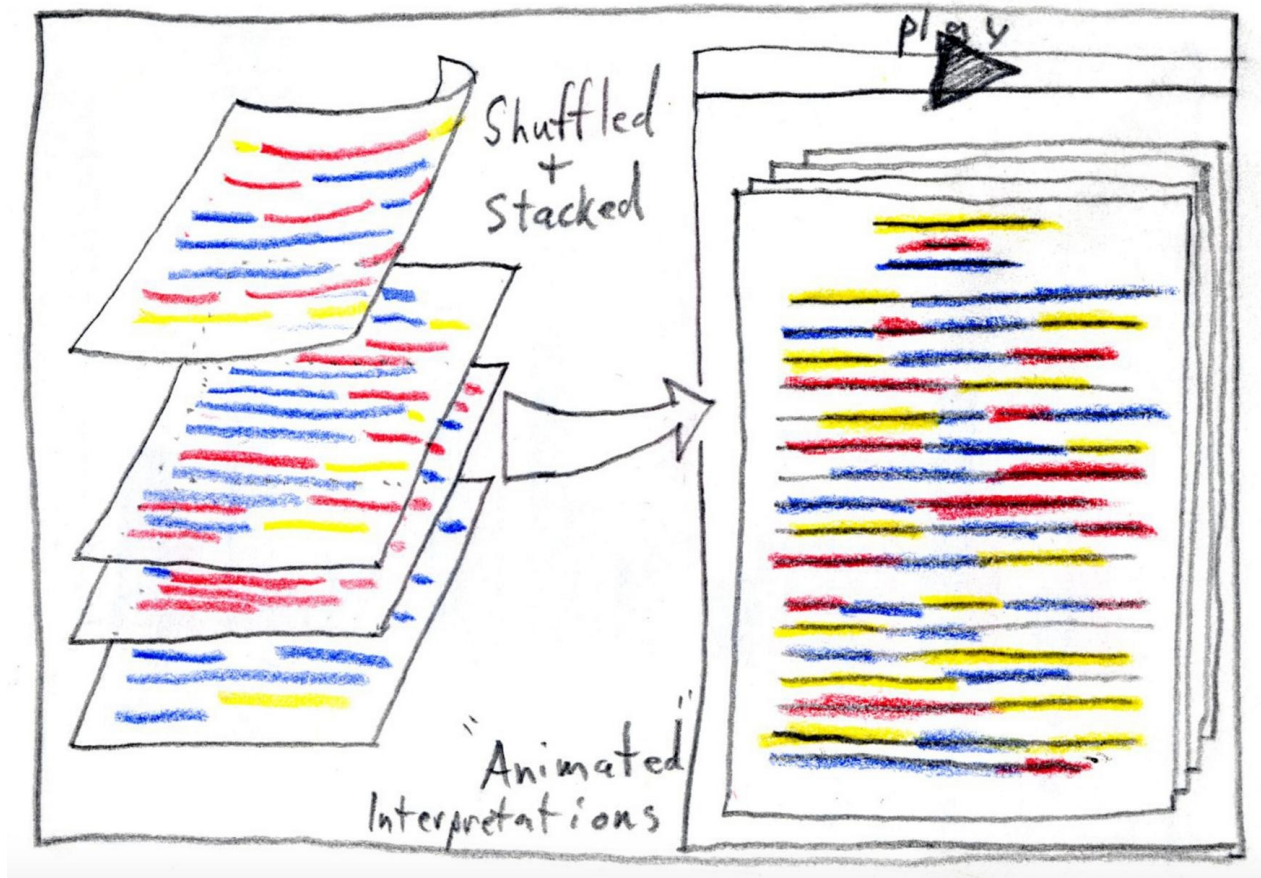 Shuffled
+
Stacked
play
"Animated"
Interpretations